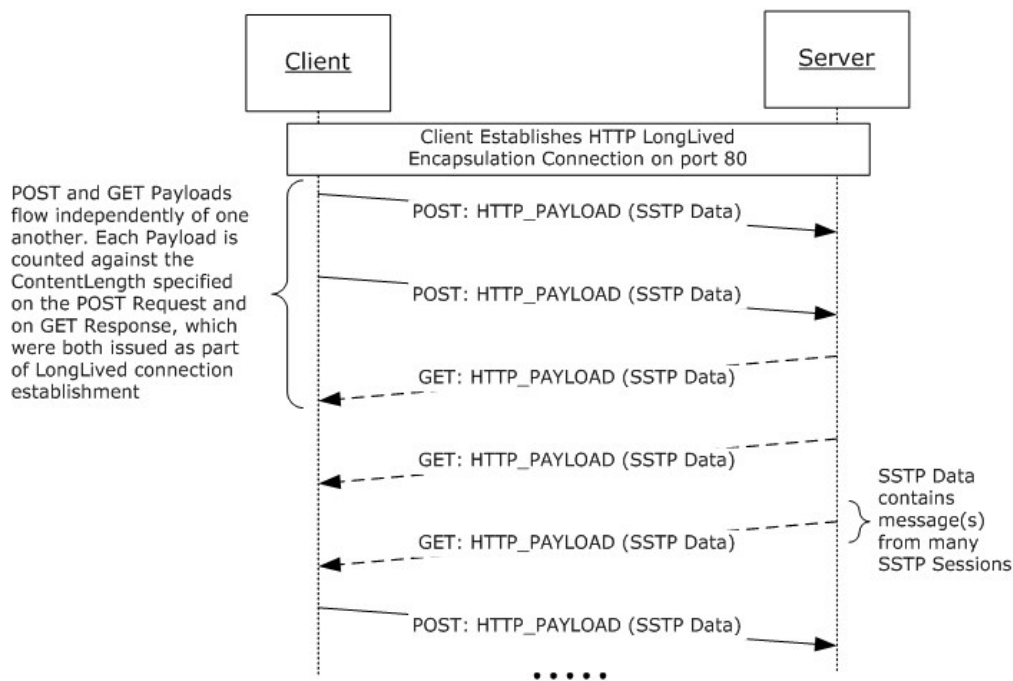 Client
Server
Client Establishes HTTP LongLived
Encapsulation Connection on port 80
POST and GET Payloads
flow independently of one
another. Each Payload is
counted against the
ContentLength specified
on the POST Request and
on GET Response, which
were both issued as part
of LongLived connection
establishment
POST: HTTP_PAYLOAD (SSTP Data)
POST: HTTP_PAYLOAD (SSTP Data)
GET: HTTP_PAYLOAD (SSTP Data)
GET: HTTP_PAYLOAD (SSTP Data)
GET: HTTP_PAYLOAD (SSTP Data)
SSTP Data
contains
message(s)
from many
SSTP Sessions
POST: HTTP_PAYLOAD (SSTP Data)
.....